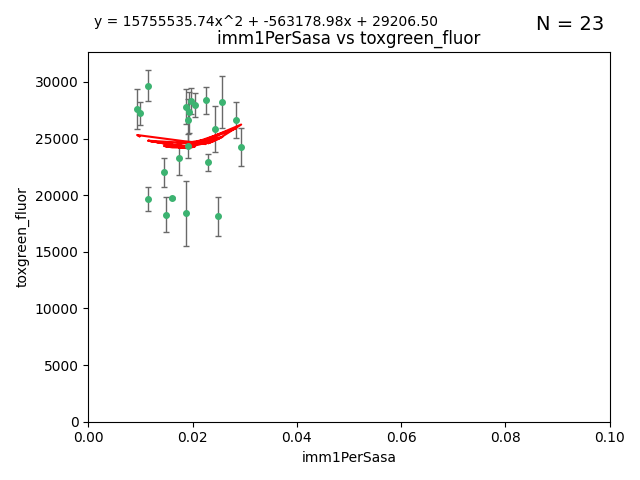 y = 15755535.74x^2 + -563178.98x + 29206.50
N = 23
imm1PerSasa vs toxgreen_fluor
30000
25000
20000
15000
10000
5000
0
toxgreen_fluor
0.00 0.02 0.04 0.06 0.08 0.10
imm1PerSasa